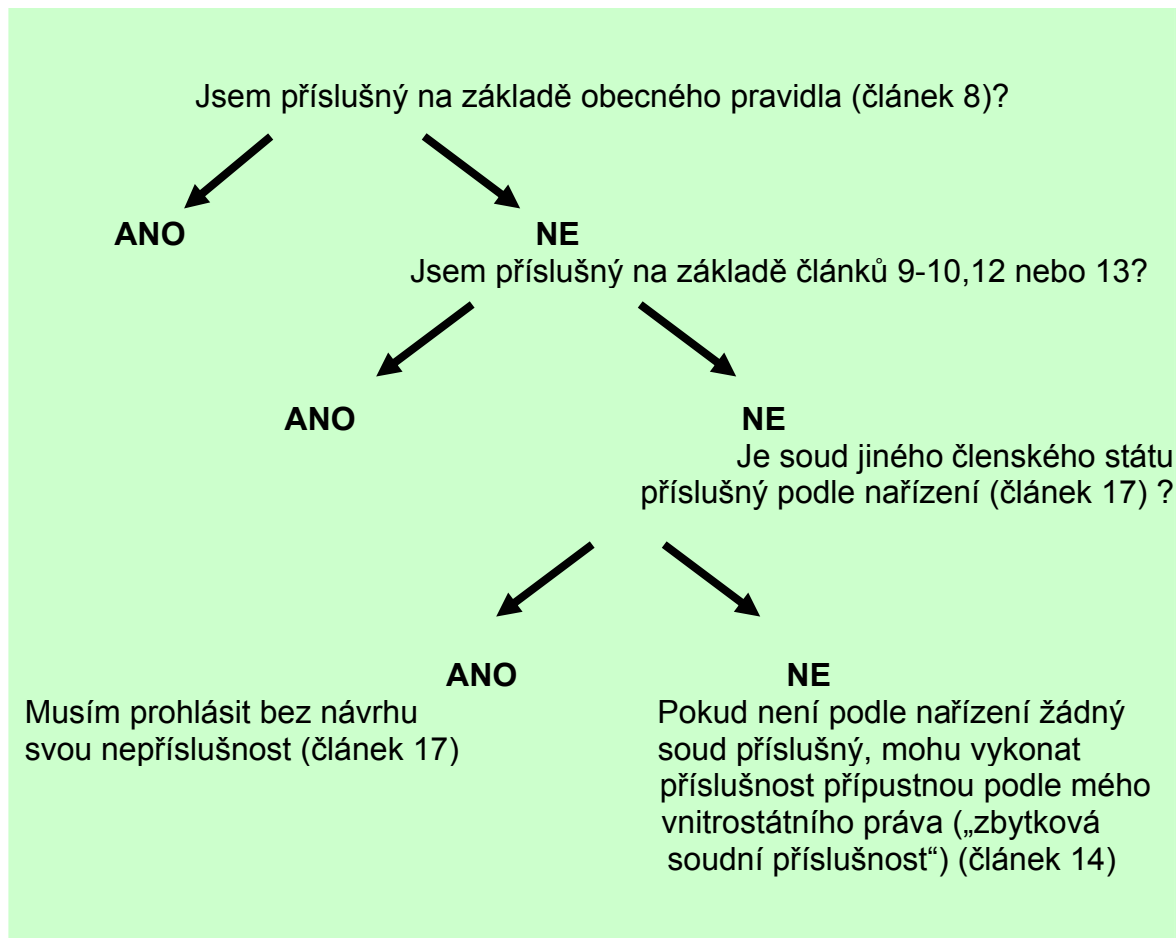 Jsem příslušný na základě obecného pravidla (článek 8)?
ANO
NE
Jsem příslušný na základě článků 9-10,12 nebo 13?
ANO
NE
Je soud jiného členského státu
příslušný podle nařízení (článek 17) ?
ANO
Musím prohlásit bez návrhu
svou nepříslušnost (článek 17)
NE
Pokud není podle nařízení žádný
soud příslušný, mohu vykonat
příslušnost přípustnou podle mého
vnitrostátního práva („zbytková
soudní příslušnost“) (článek 14)